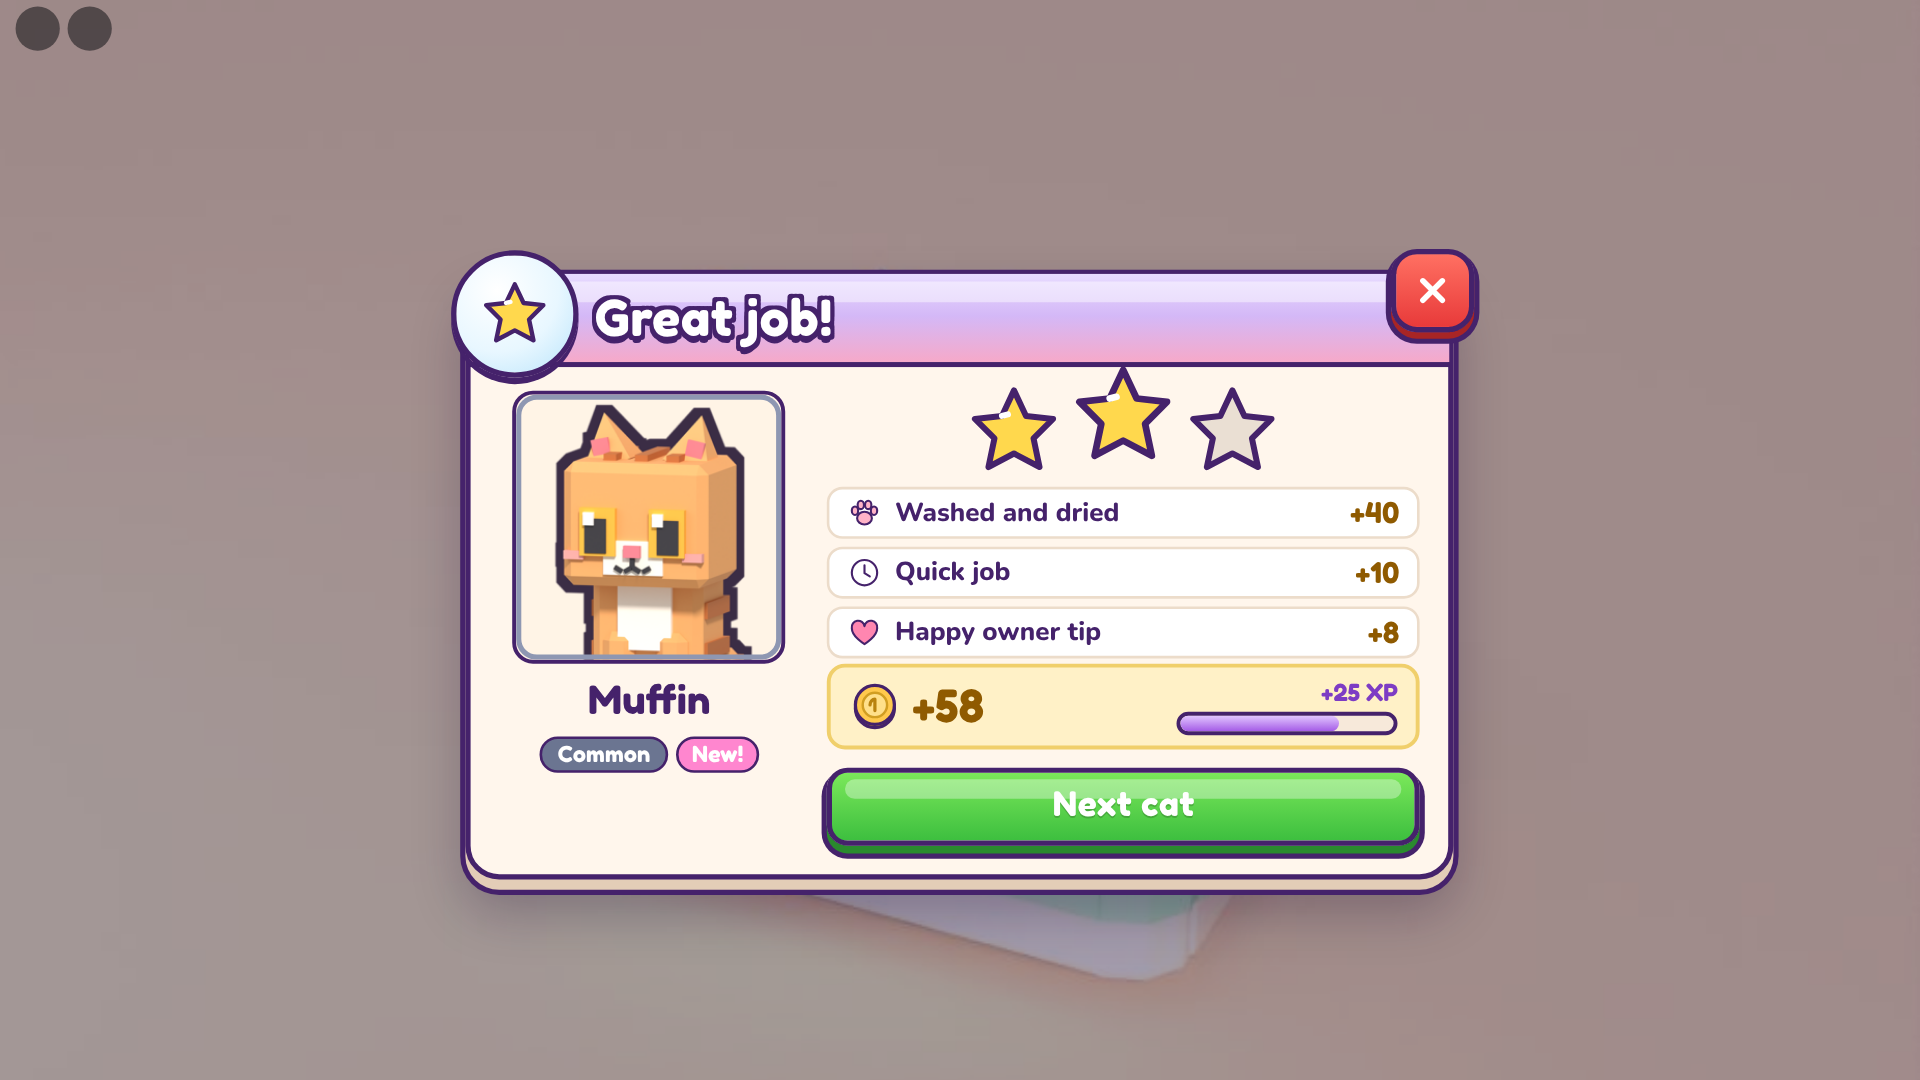 Great job!
Washed and dried +40
Quick job +10
Happy owner tip +8
+58
+25 XP
Muffin
Common New!
Next cat